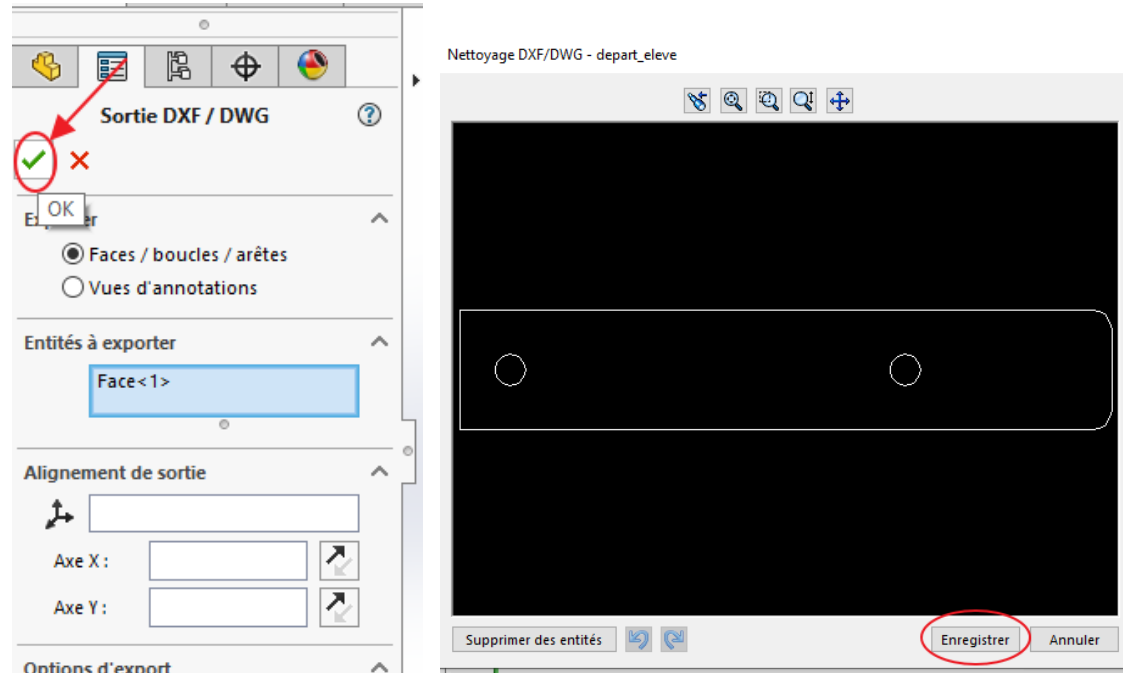 Sortie DXF / DWG
OK
Faces / boucles / arêtes
Vues d'annotations
Entités à exporter
Face<1>
Alignement de sortie
Axe X :
Axe Y :
Options d'export
Nettoyage DXF/DWG - depart_eleve
Supprimer des entités
Enregistrer
Annuler